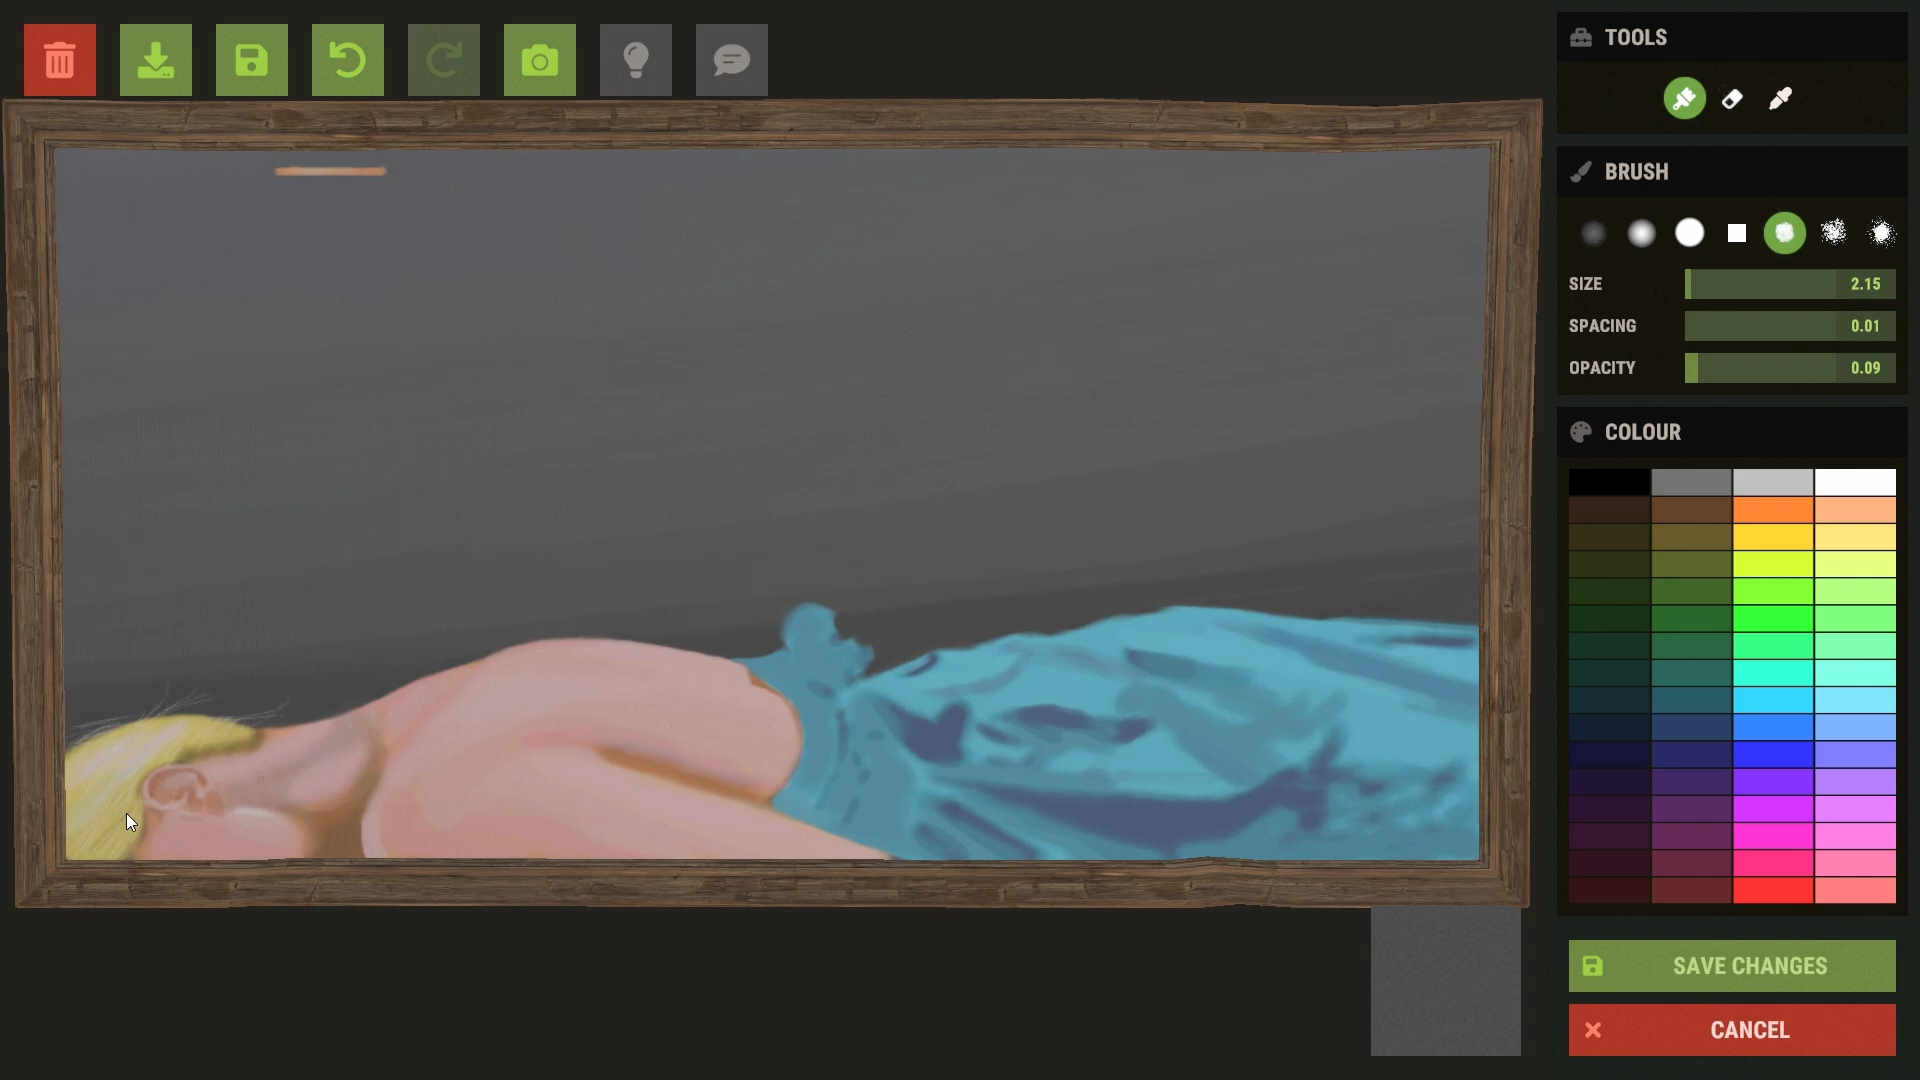 TOOLS
BRUSH
SIZE 2.15
SPACING 0.01
OPACITY 0.09
COLOUR
SAVE CHANGES
CANCEL